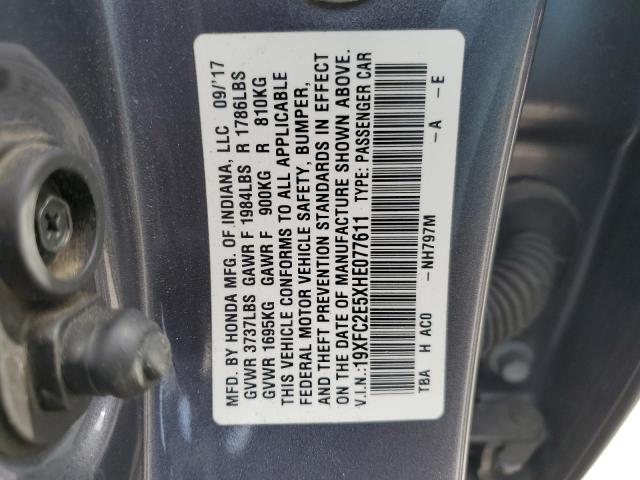 MFD. BY HONDA MFG. OF INDIANA, LLC 09/'17
GVWR 3737LBS GAWR F 1984LBS R 1786LBS
GVWR 1695KG GAWR F 900KG R 810KG
THIS VEHICLE CONFORMS TO ALL APPLICABLE
FEDERAL MOTOR VEHICLE SAFETY, BUMPER,
AND THEFT PREVENTION STANDARDS IN EFFECT
ON THE DATE OF MANUFACTURE SHOWN ABOVE.
V.I.N.:19XFC2E5XHE077611 TYPE: PASSENGER CAR
TBA H AC0 -NH797M -A -E